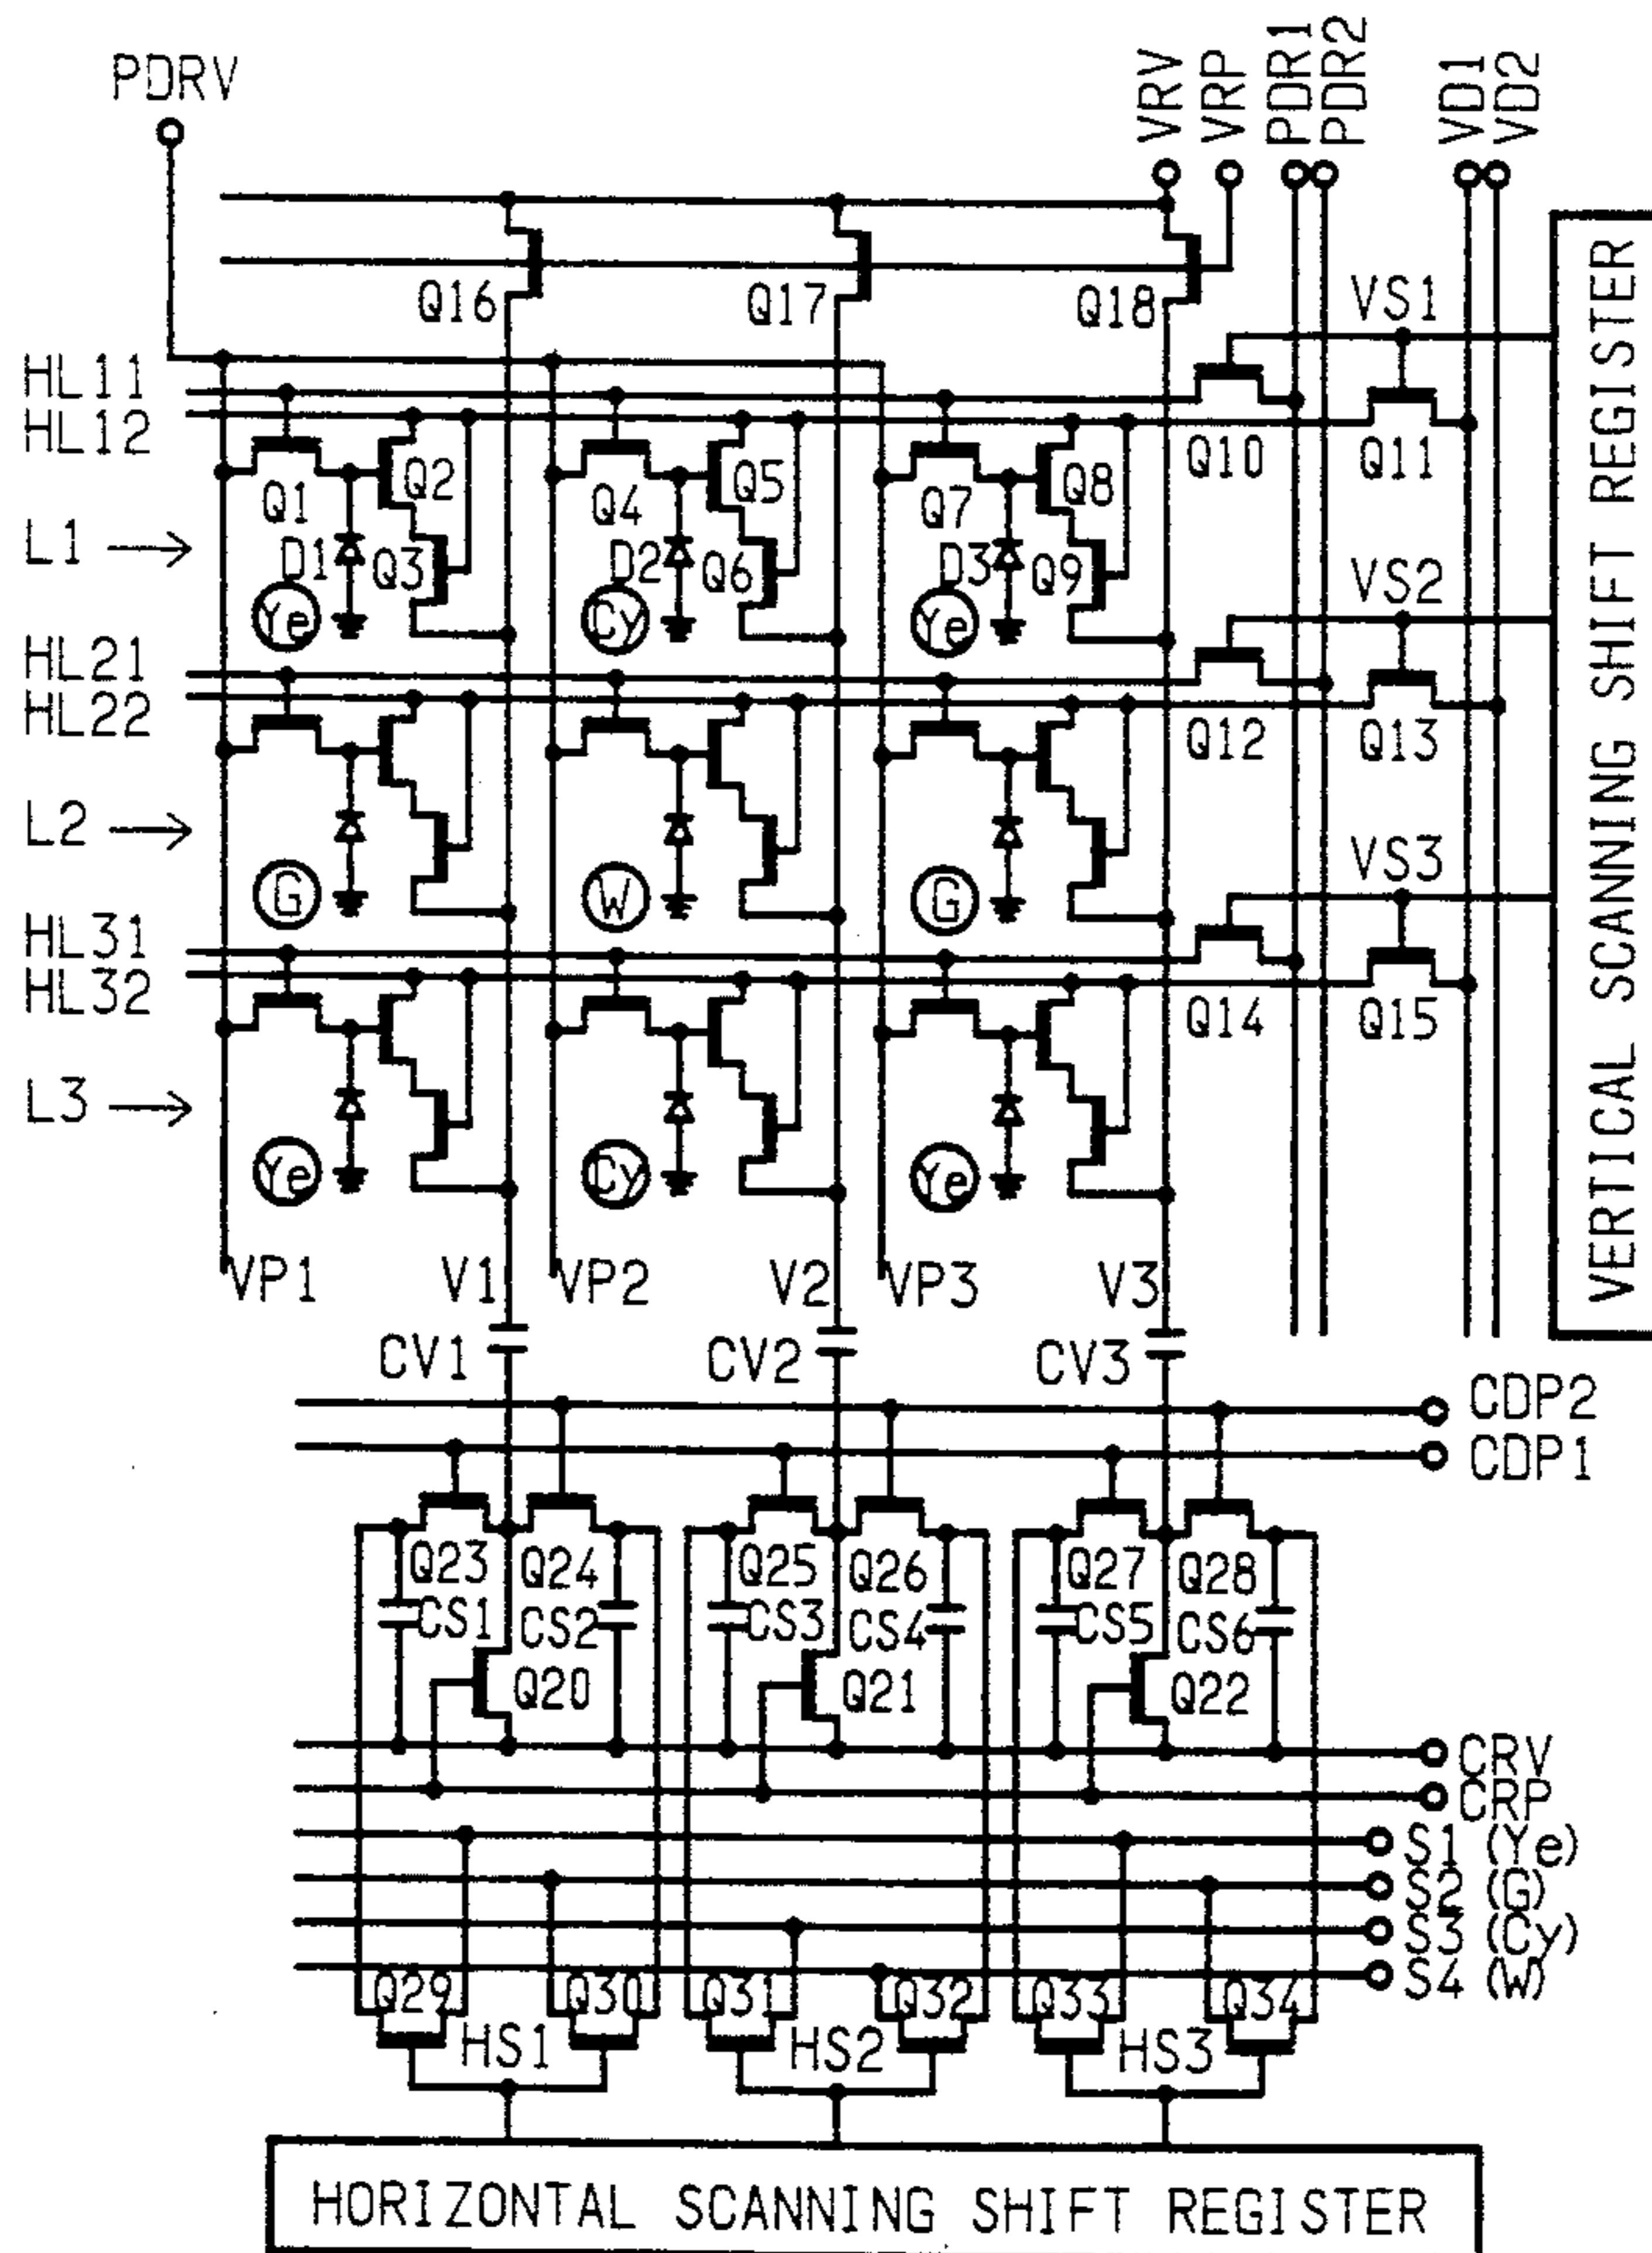 PDRV
VRV
VRP
PDR1
PDR2
VD1
VD2
Q16
Q17
Q18
VS1
HL11
HL12
Q1
Q2
Q4
Q5
Q7
Q8
Q10
Q11
L1
D1
Q3
D2
Q6
D3
Q9
VS2
Ye
Cy
Ye
HL21
HL22
Q12
Q13
L2
VS3
G
W
G
HL31
HL32
Q14
Q15
L3
Ye
Cy
Ye
VERTICAL SCANNING SHIFT REGISTER
VP1
V1
VP2
V2
VP3
V3
CV1
CV2
CV3
CDP2
CDP1
Q23
Q24
Q25
Q26
Q27
Q28
CS1
CS2
CS3
CS4
CS5
CS6
Q20
Q21
Q22
CRV
CRP
S1 (Ye)
S2 (G)
S3 (Cy)
S4 (W)
Q29
Q30
Q31
Q32
Q33
Q34
HS1
HS2
HS3
HORIZONTAL SCANNING SHIFT REGISTER